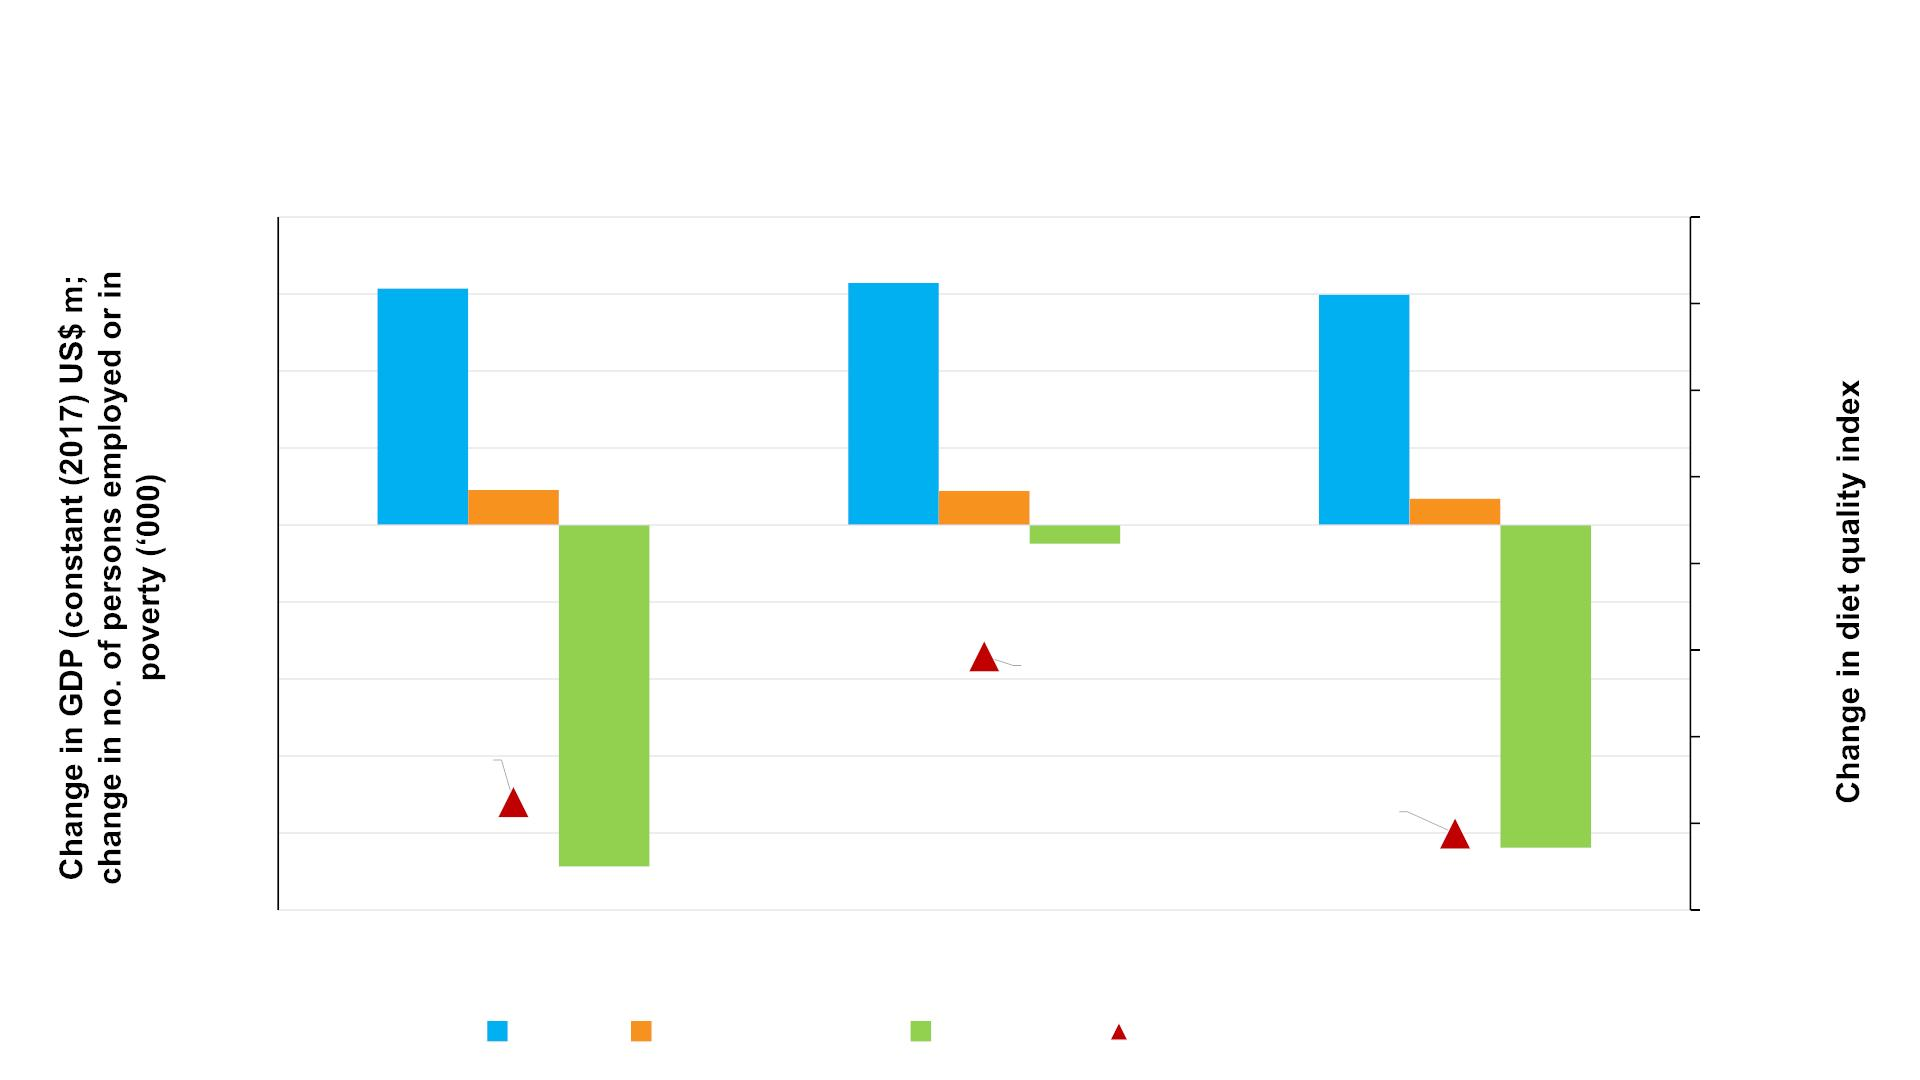 Change in GDP (constant (2017) US$ m;
change in no. of persons employed or in
poverty (‘000)
Change in diet quality index